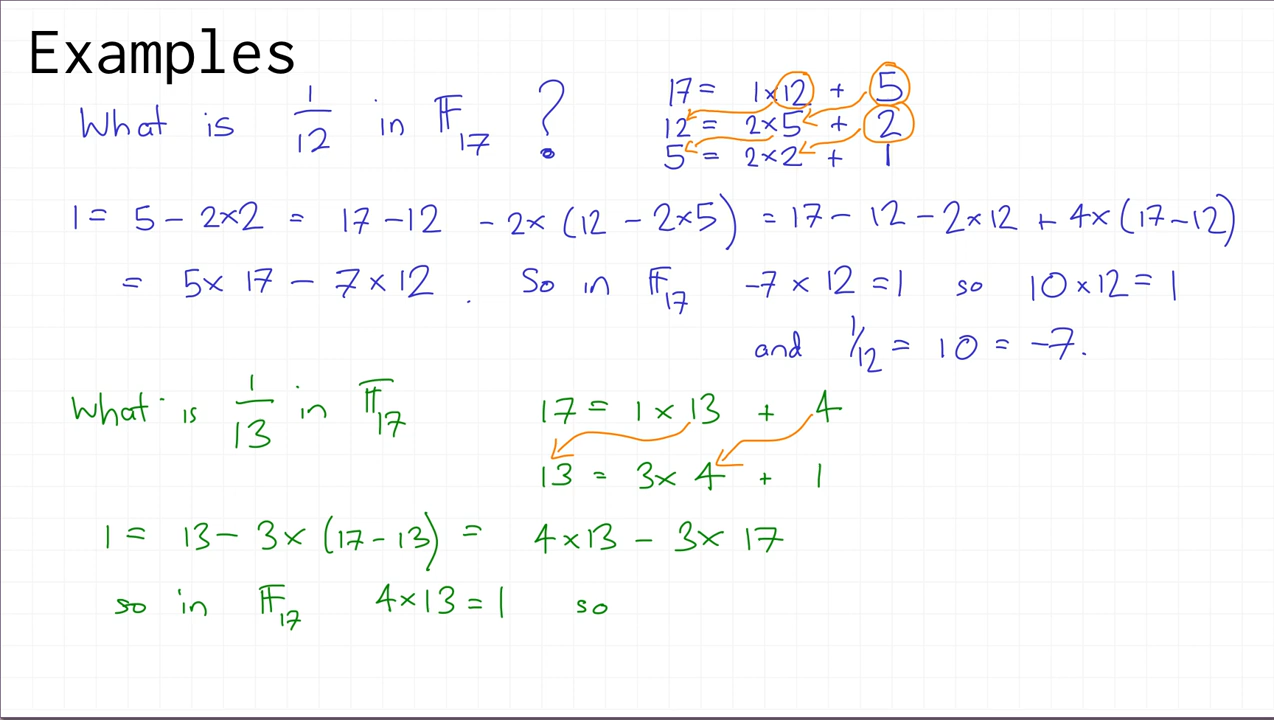 Examples
What is 1/12 in 𝔽₁₇ ?
17 = 1×12 + 5
12 = 2×5 + 2
5 = 2×2 + 1
1 = 5 - 2×2 = 17 - 12 - 2×(12 - 2×5) = 17 - 12 - 2×12 + 4×(17-12)
= 5×17 - 7×12 . So in 𝔽₁₇ -7×12 = 1 so 10×12 = 1
and 1/12 = 10 = -7.
What is 1/13 in 𝔽₁₇
17 = 1×13 + 4
13 = 3×4 + 1
1 = 13 - 3×(17-13) = 4×13 - 3×17
so in 𝔽₁₇ 4×13 = 1 so